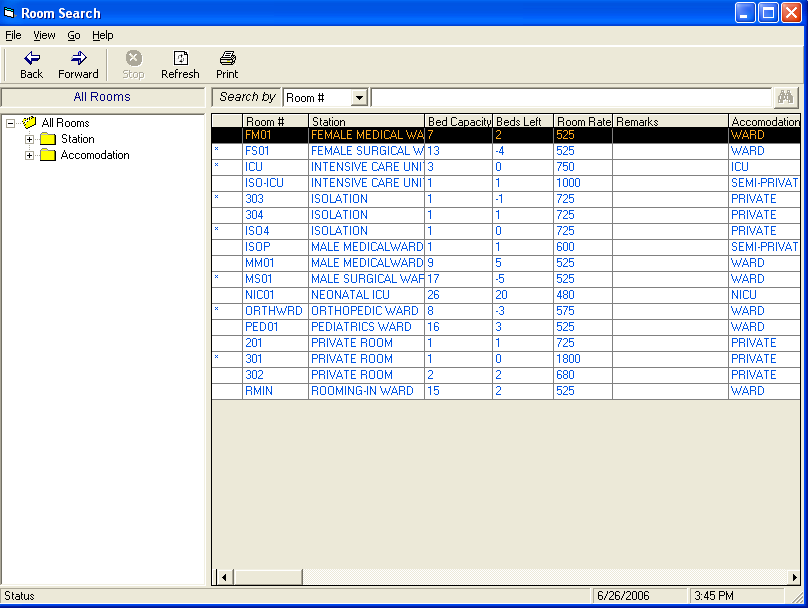 Room Search
File View Go Help
Back Forward Stop Refresh Print
All Rooms
Search by Room #
All Rooms
Station
Accomodation
Room # Station Bed Capacity Beds Left Room Rate Remarks Accomodation
FM01 FEMALE MEDICAL WA 7 2 525 WARD
* FS01 FEMALE SURGICAL W 13 -4 525 WARD
* ICU INTENSIVE CARE UNI 3 0 750 ICU
ISO-ICU INTENSIVE CARE UNI 1 1 1000 SEMI-PRIVAT
* 303 ISOLATION 1 -1 725 PRIVATE
304 ISOLATION 1 1 725 PRIVATE
* ISO4 ISOLATION 1 0 725 PRIVATE
ISOP MALE MEDICALWARD 1 1 600 SEMI-PRIVAT
MM01 MALE MEDICALWARD 9 5 525 WARD
* MS01 MALE SURGICAL WAR 17 -5 525 WARD
NIC01 NEONATAL ICU 26 20 480 NICU
* ORTHWRD ORTHOPEDIC WARD 8 -3 575 WARD
PED01 PEDIATRICS WARD 16 3 525 WARD
201 PRIVATE ROOM 1 1 725 PRIVATE
* 301 PRIVATE ROOM 1 0 1800 PRIVATE
302 PRIVATE ROOM 2 2 680 PRIVATE
RMIN ROOMING-IN WARD 15 2 525 WARD
Status 6/26/2006 3:45 PM